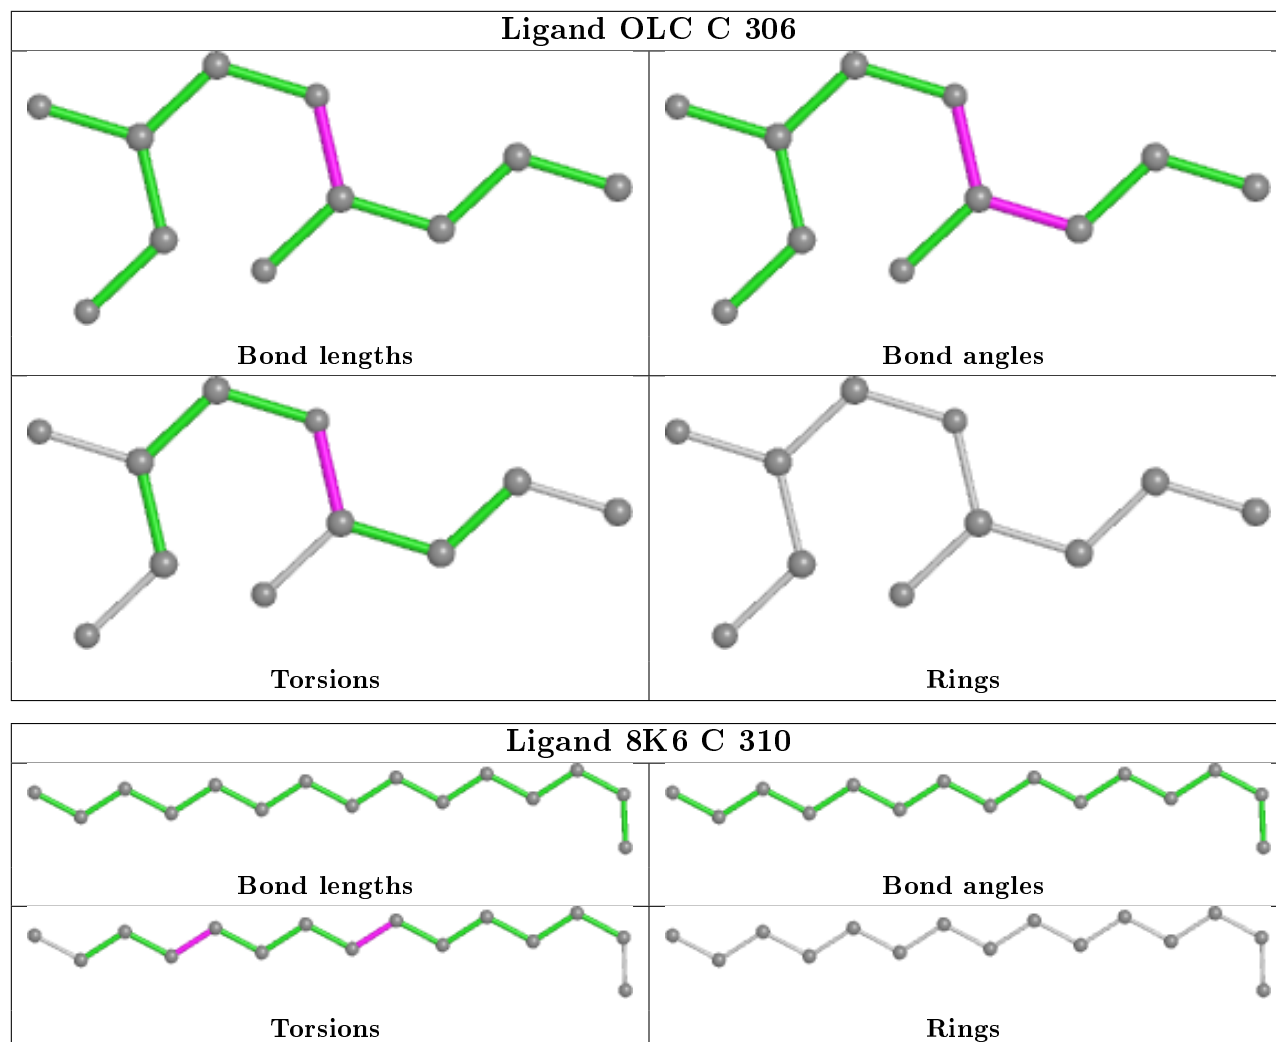 Ligand OLC C 306
Bond lengths
Bond angles
Torsions
Rings
Ligand 8K6 C 310
Bond lengths
Bond angles
Torsions
Rings